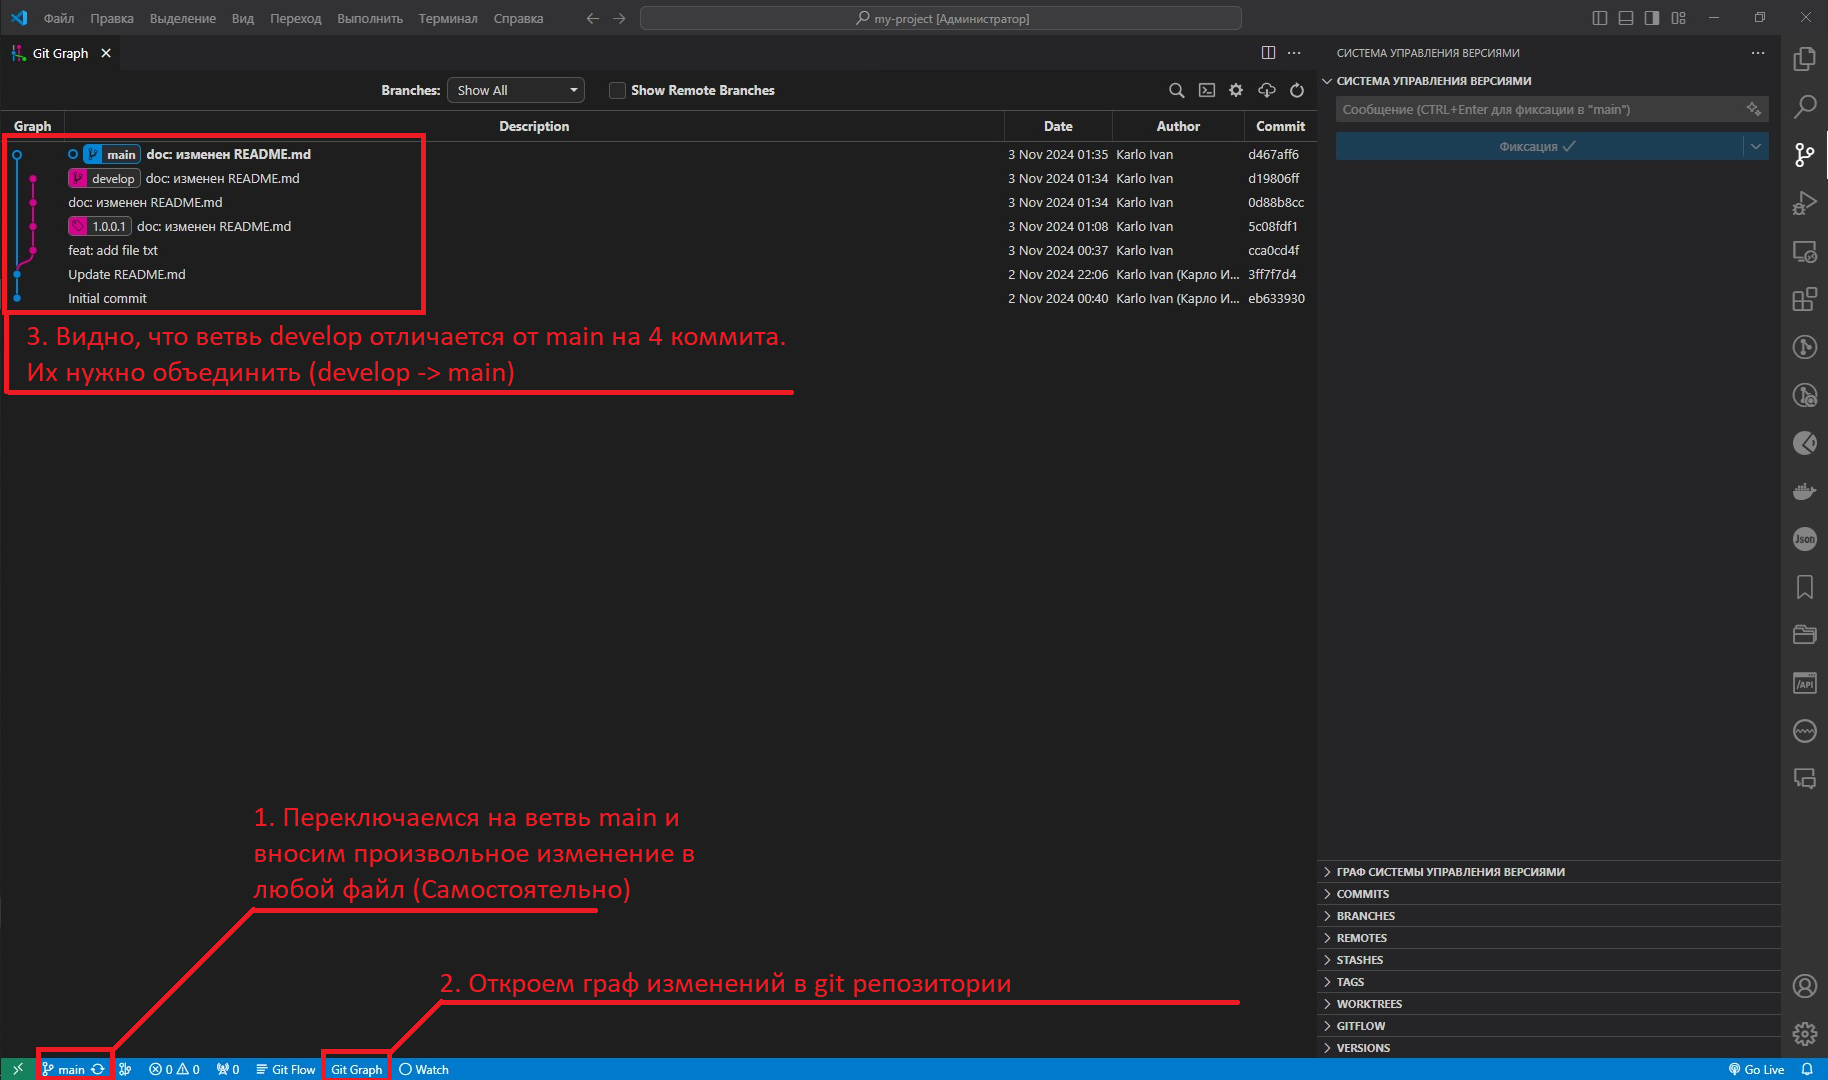 Файл Правка Выделение Вид Переход Выполнить Терминал Справка my-project [Администратор]
Git Graph
Branches: Show All Show Remote Branches
Graph Description Date Author Commit
main doc: изменен README.md 3 Nov 2024 01:35 Karlo Ivan d467aff6
develop doc: изменен README.md 3 Nov 2024 01:34 Karlo Ivan d19806ff
doc: изменен README.md 3 Nov 2024 01:34 Karlo Ivan 0d88b8cc
1.0.0.1 doc: изменен README.md 3 Nov 2024 01:08 Karlo Ivan 5c08fdf1
feat: add file txt 3 Nov 2024 00:37 Karlo Ivan cca0cd4f
Update README.md 2 Nov 2024 22:06 Karlo Ivan (Карло И... 3ff7f7d4
Initial commit 2 Nov 2024 00:40 Karlo Ivan (Карло И... eb633930
3. Видно, что ветвь develop отличается от main на 4 коммита.
Их нужно объединить (develop -> main)
1. Переключаемся на ветвь main и
вносим произвольное изменение в
любой файл (Самостоятельно)
2. Откроем граф изменений в git репозитории
СИСТЕМА УПРАВЛЕНИЯ ВЕРСИЯМИ
СИСТЕМА УПРАВЛЕНИЯ ВЕРСИЯМИ
Сообщение (CTRL+Enter для фиксации в "main")
Фиксация
Json
/API
ГРАФ СИСТЕМЫ УПРАВЛЕНИЯ ВЕРСИЯМИ
COMMITS
BRANCHES
REMOTES
STASHES
TAGS
WORKTREES
GITFLOW
VERSIONS
main 0 0 0 Git Flow Git Graph Watch Go Live